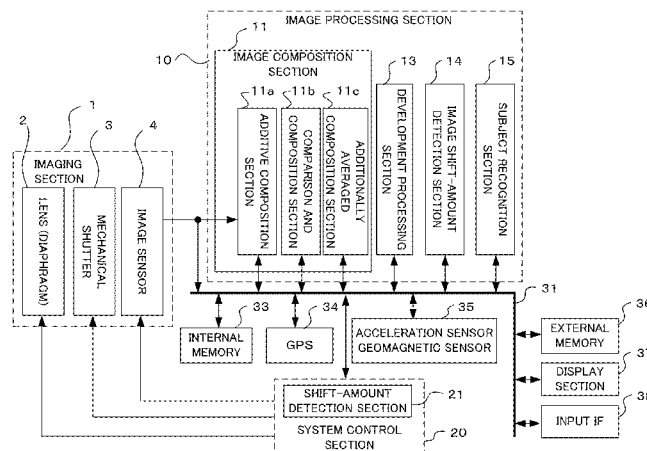 IMAGE PROCESSING SECTION
10
11
IMAGE COMPOSITION
SECTION
13
14
15
11a
11b
11c
ADDITIVE COMPOSITION
SECTION
COMPARISON AND
COMPOSITION SECTION
ADDITIONALLY
AVERAGED
COMPOSITION SECTION
DEVELOPMENT PROCESSING
SECTION
IMAGE SHIFT-AMOUNT
DETECTION SECTION
SUBJECT RECOGNITION
SECTION
1
2
3
4
IMAGING
SECTION
LENS (DIAPHRAGM)
MECHANICAL
SHUTTER
IMAGE SENSOR
31
33
INTERNAL
MEMORY
34
GPS
35
ACCELERATION SENSOR
GEOMAGNETIC SENSOR
36
EXTERNAL
MEMORY
37
DISPLAY
SECTION
38
INPUT IF
21
SHIFT-AMOUNT
DETECTION SECTION
SYSTEM CONTROL
SECTION
20